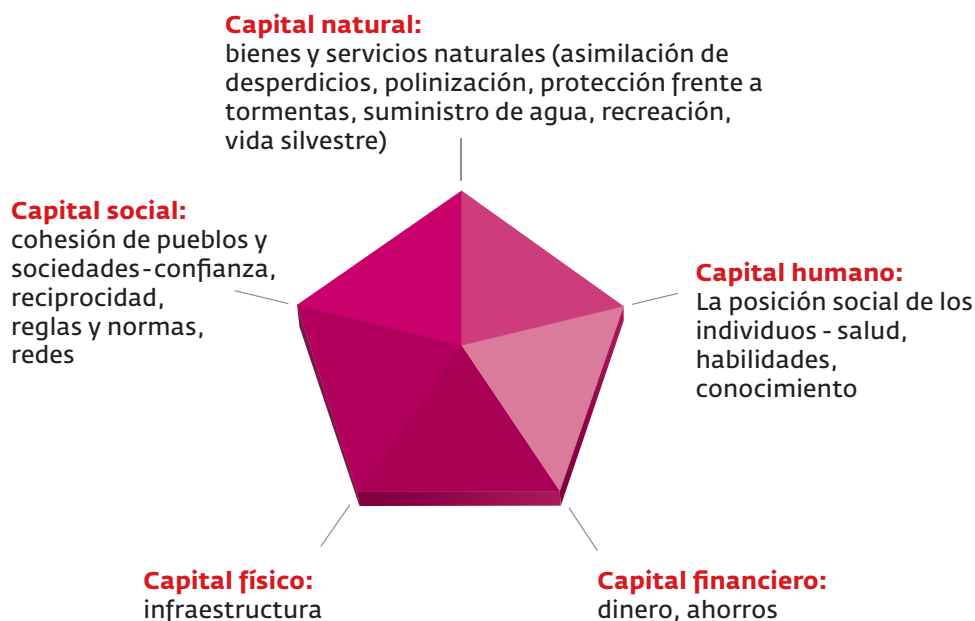 Capital natural:
bienes y servicios naturales (asimilación de
desperdicios, polinización, protección frente a
tormentas, suministro de agua, recreación,
vida silvestre)
Capital social:
cohesión de pueblos y
sociedades-confianza,
reciprocidad,
reglas y normas,
redes
Capital humano:
La posición social de los
individuos - salud,
habilidades,
conocimiento
Capital físico:
infraestructura
Capital financiero:
dinero, ahorros